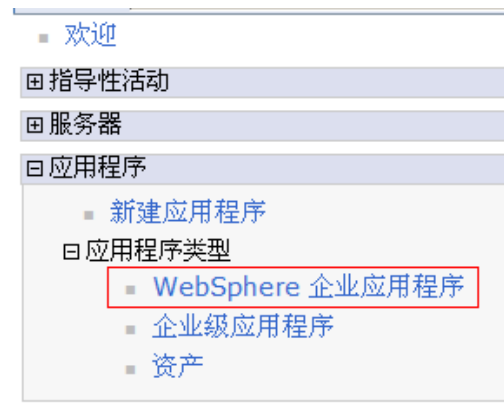 欢迎
指导性活动
服务器
应用程序
新建应用程序
应用程序类型
WebSphere 企业应用程序
企业级应用程序
资产